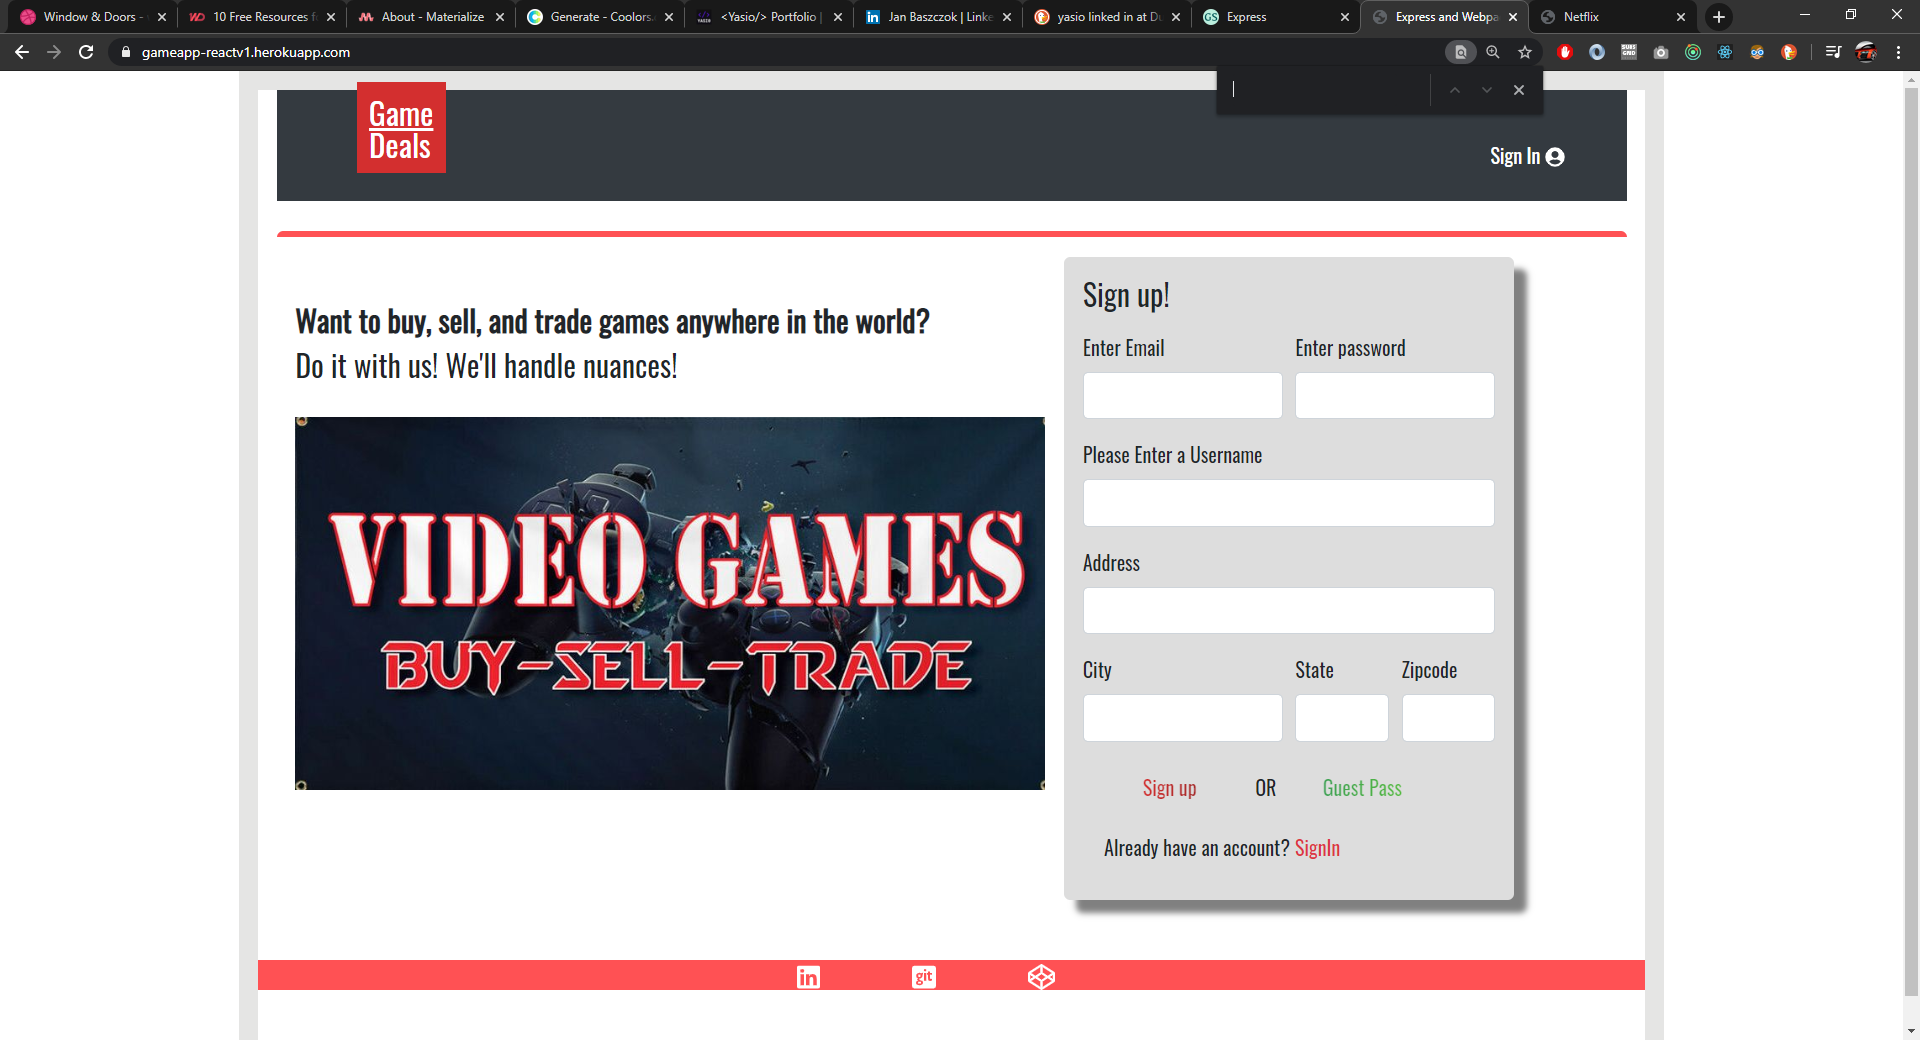 Window & Doors -
10 Free Resources f
About - Materialize
Generate - Coolors.
<Yasio/> Portfolio |
Jan Baszczok | Linke
yasio linked in at Du
Express
Express and Webpa
Netflix
gameapp-reactv1.herokuapp.com
Game
Deals
Sign In
Want to buy, sell, and trade games anywhere in the world?
Do it with us! We'll handle nuances!
VIDEO GAMES
BUY-SELL-TRADE
Sign up!
Enter Email
Enter password
Please Enter a Username
Address
City
State
Zipcode
Sign up
OR
Guest Pass
Already have an account? SignIn
in
git